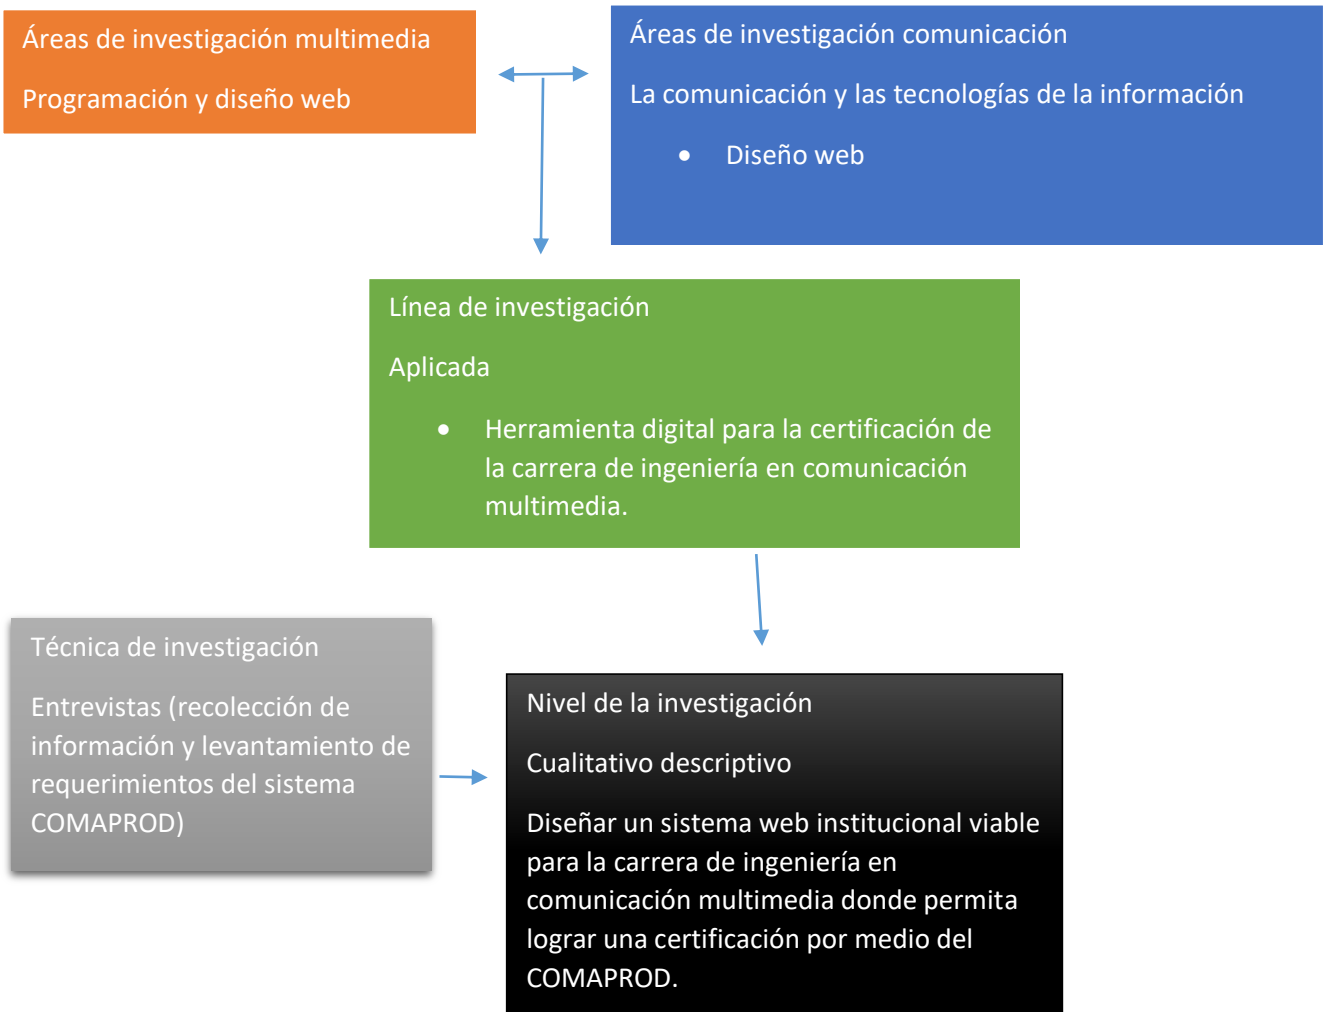 Áreas de investigación multimedia
Programación y diseño web
Áreas de investigación comunicación
La comunicación y las tecnologías de la información
• Diseño web
Línea de investigación
Aplicada
• Herramienta digital para la certificación de
la carrera de ingeniería en comunicación
multimedia.
Técnica de investigación
Entrevistas (recolección de
información y levantamiento de
requerimientos del sistema
COMAPROD)
Nivel de la investigación
Cualitativo descriptivo
Diseñar un sistema web institucional viable
para la carrera de ingeniería en
comunicación multimedia donde permita
lograr una certificación por medio del
COMAPROD.